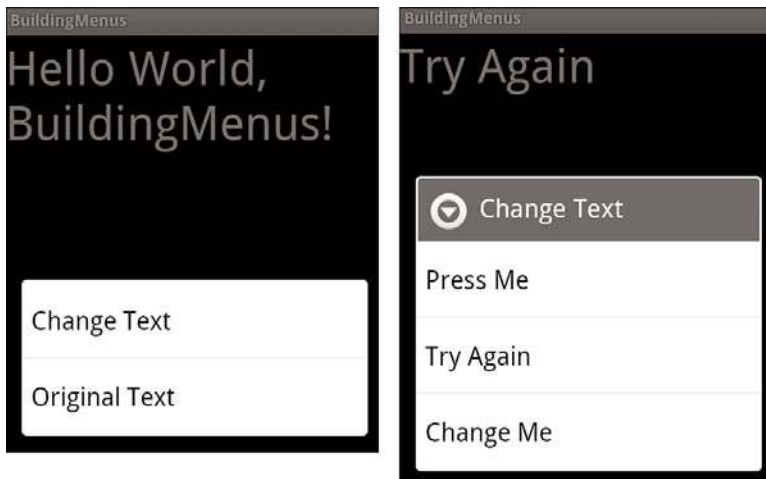 BuildingMenus
Hello World,
BuildingMenus!
Change Text
Original Text
BuildingMenus
Try Again
Change Text
Press Me
Try Again
Change Me